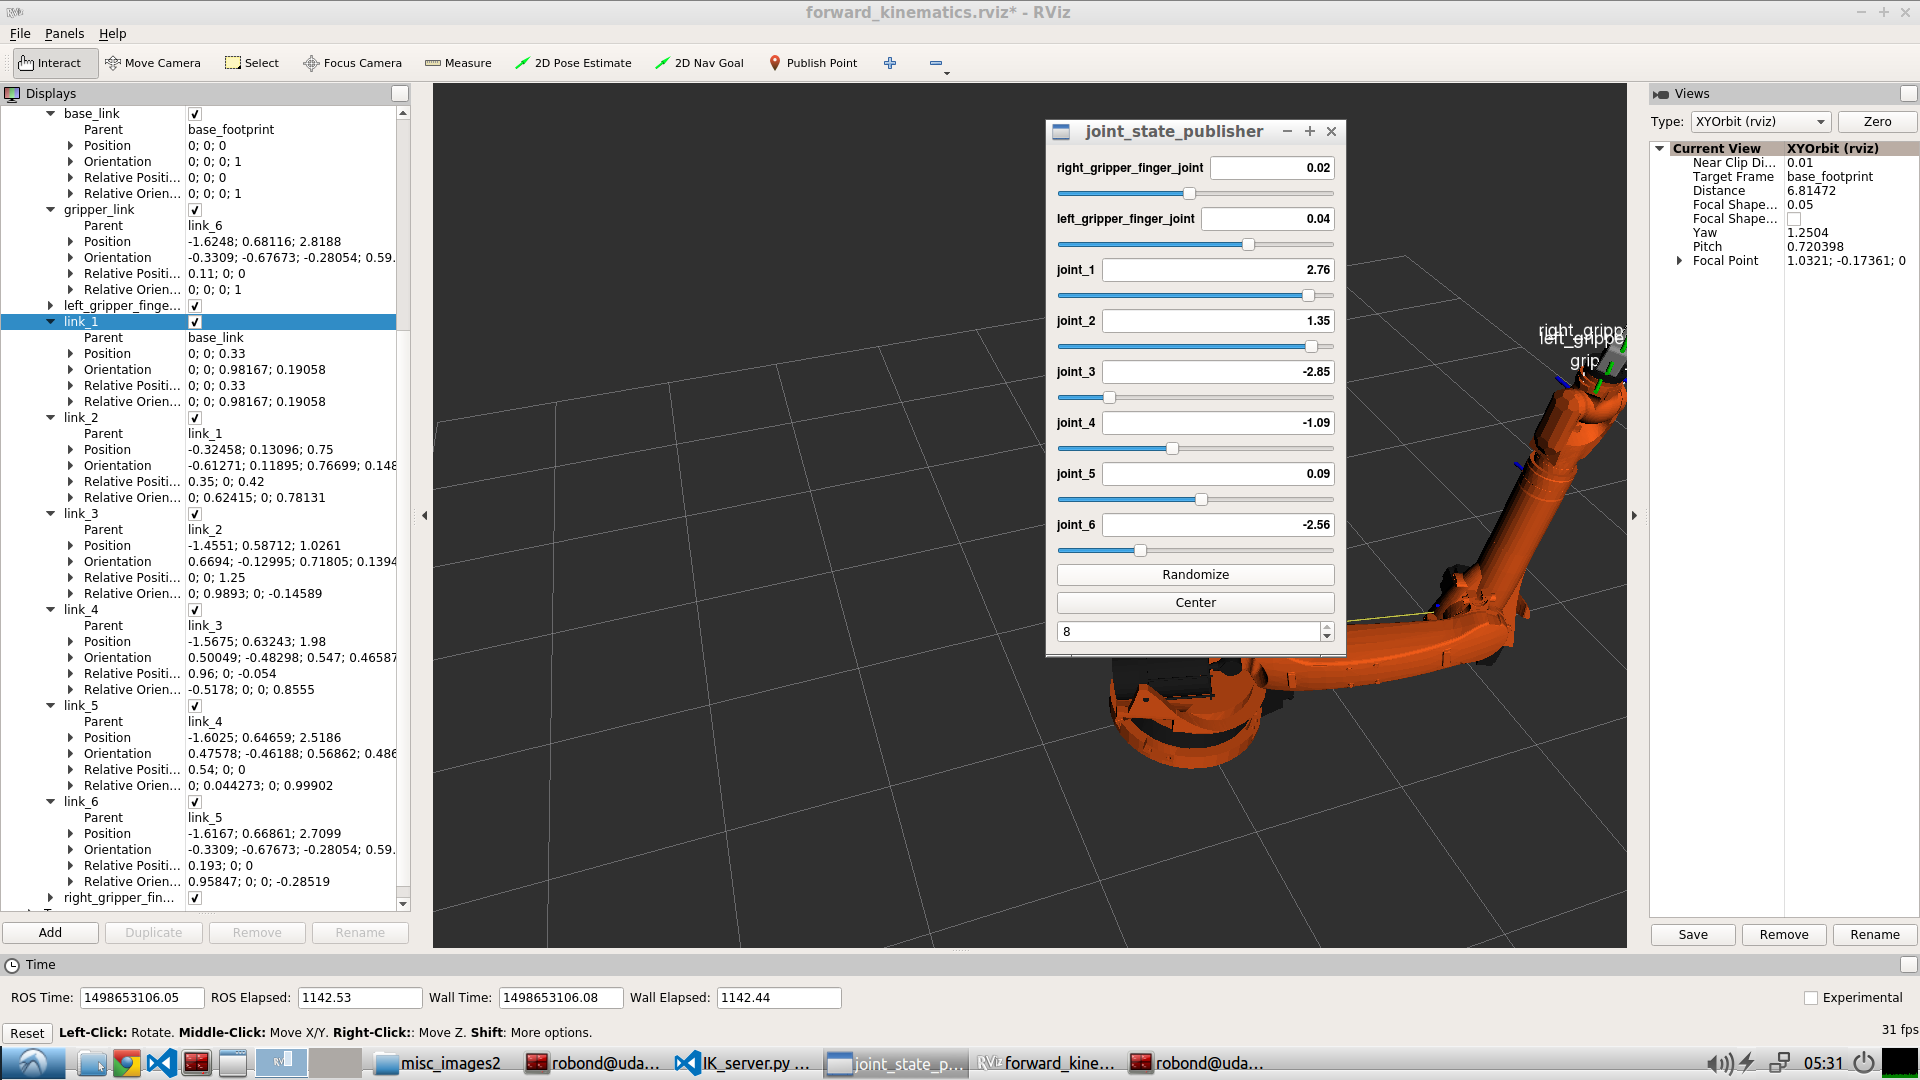 forward_kinematics.rviz* - RViz
File Panels Help
Interact Move Camera Select Focus Camera Measure 2D Pose Estimate 2D Nav Goal Publish Point
Displays
base_link
Parent base_footprint
Position 0; 0; 0
Orientation 0; 0; 0; 1
Relative Positi... 0; 0; 0
Relative Orien... 0; 0; 0; 1
gripper_link
Parent link_6
Position -1.6248; 0.68116; 2.8188
Orientation -0.3309; -0.67673; -0.28054; 0.59.
Relative Positi... 0.11; 0; 0
Relative Orien... 0; 0; 0; 1
left_gripper_finge...
link_1
Parent base_link
Position 0; 0; 0.33
Orientation 0; 0; 0.98167; 0.19058
Relative Positi... 0; 0; 0.33
Relative Orien... 0; 0; 0.98167; 0.19058
link_2
Parent link_1
Position -0.32458; 0.13096; 0.75
Orientation -0.61271; 0.11895; 0.76699; 0.148
Relative Positi... 0.35; 0; 0.42
Relative Orien... 0; 0.62415; 0; 0.78131
link_3
Parent link_2
Position -1.4551; 0.58712; 1.0261
Orientation 0.6694; -0.12995; 0.71805; 0.1394
Relative Positi... 0; 0; 1.25
Relative Orien... 0; 0.9893; 0; -0.14589
link_4
Parent link_3
Position -1.5675; 0.63243; 1.98
Orientation 0.50049; -0.48298; 0.547; 0.46587
Relative Positi... 0.96; 0; -0.054
Relative Orien... -0.5178; 0; 0; 0.8555
link_5
Parent link_4
Position -1.6025; 0.64659; 2.5186
Orientation 0.47578; -0.46188; 0.56862; 0.486
Relative Positi... 0.54; 0; 0
Relative Orien... 0; 0.044273; 0; 0.99902
link_6
Parent link_5
Position -1.6167; 0.66861; 2.7099
Orientation -0.3309; -0.67673; -0.28054; 0.59.
Relative Positi... 0.193; 0; 0
Relative Orien... 0.95847; 0; 0; -0.28519
right_gripper_fin...
Add Duplicate Remove Rename
joint_state_publisher
right_gripper_finger_joint 0.02
left_gripper_finger_joint 0.04
joint_1 2.76
joint_2 1.35
joint_3 -2.85
joint_4 -1.09
joint_5 0.09
joint_6 -2.56
Randomize
Center
8
right_gripp
left_grippe
grip
Views
Type: XYOrbit (rviz) Zero
Current View XYOrbit (rviz)
Near Clip Di... 0.01
Target Frame base_footprint
Distance 6.81472
Focal Shape... 0.05
Focal Shape...
Yaw 1.2504
Pitch 0.720398
Focal Point 1.0321; -0.17361; 0
Save Remove Rename
Time
ROS Time: 1498653106.05 ROS Elapsed: 1142.53 Wall Time: 1498653106.08 Wall Elapsed: 1142.44 Experimental
Reset Left-Click: Rotate. Middle-Click: Move X/Y. Right-Click:: Move Z. Shift: More options. 31 fps
misc_images2 robond@uda... IK_server.py ... joint_state_p... RViz forward_kine... robond@uda... 05:31